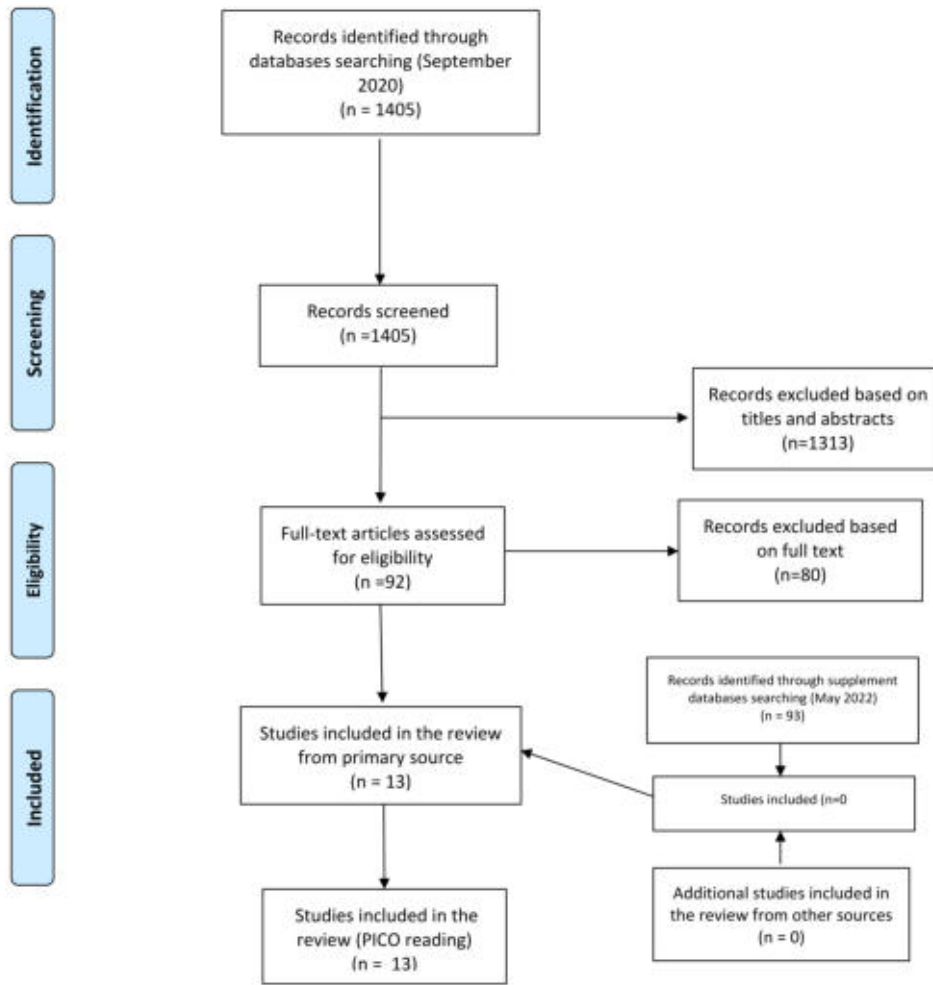 Identification
Records identified through
databases searching (September
2020)
(n = 1405)
Screening
Records screened
(n =1405)
Records excluded based on
titles and abstracts
(n=1313)
Eligibility
Full-text articles assessed
for eligibility
(n =92)
Records excluded based
on full text
(n=80)
Included
Records identified through supplement
databases searching (May 2022)
(n = 93)
Studies included in the review
from primary source
(n = 13)
Studies included (n=0
Additional studies included in
the review from other sources
(n = 0)
Studies included in the
review (PICO reading)
(n = 13)